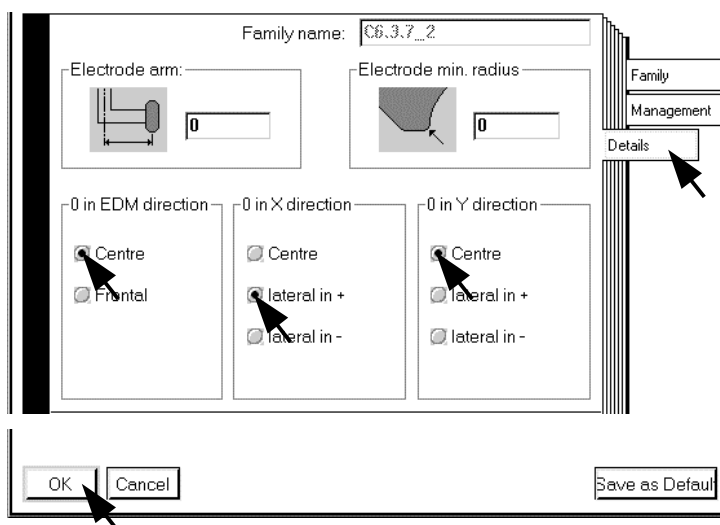 Family name: C6.3.7_2
Electrode arm:
0
Electrode min. radius
0
Family
Management
Details
0 in EDM direction
Centre
Frontal
0 in X direction
Centre
lateral in +
lateral in -
0 in Y direction
Centre
lateral in +
lateral in -
OK
Cancel
Save as Default